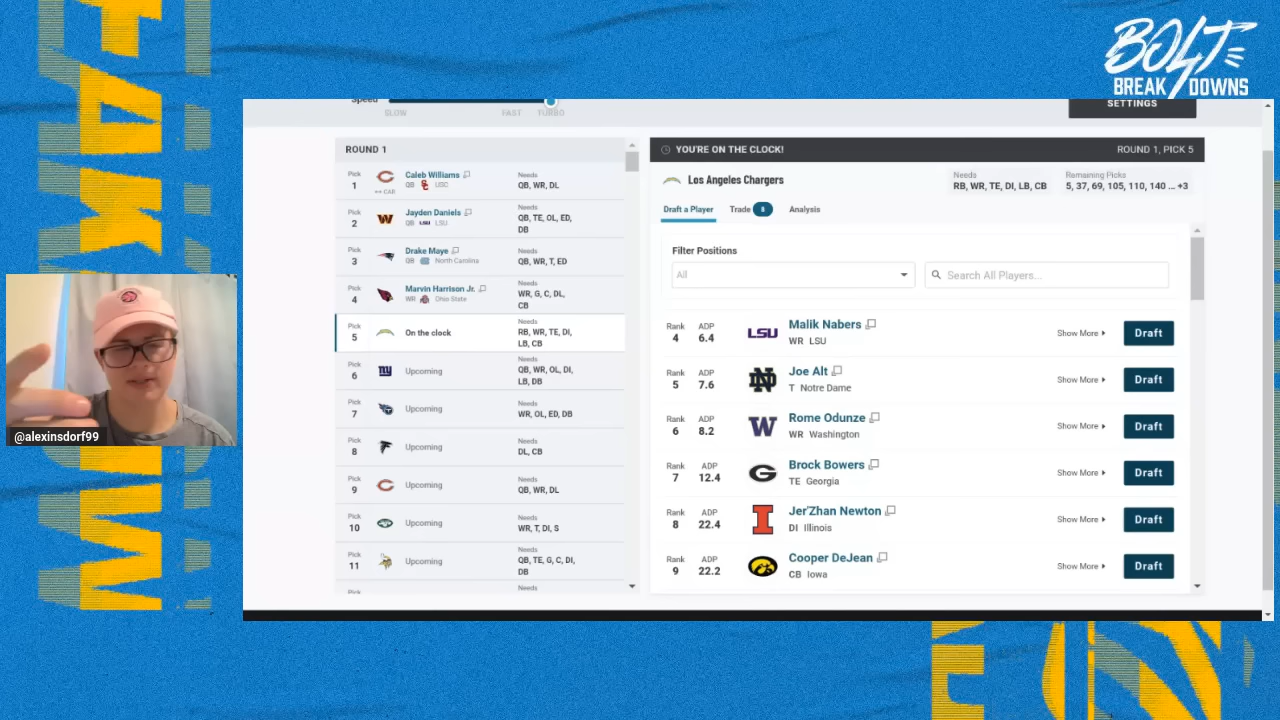 BOLT
BREAK DOWNS
Speed
SLOW
FAST
TURBO
SETTINGS
ROUND 1
Pick
1
CAR
Caleb Williams
QB USC
Needs
QB, WR, DL
Pick
2
Jayden Daniels
QB LSU LSU
Needs
QB, TE, OL, ED,
DB
Pick
3
Drake Maye
QB North Carolina
Needs
QB, WR, T, ED
Pick
4
Marvin Harrison Jr.
WR Ohio State
Needs
WR, G, C, DL,
CB
Pick
5
On the clock
Needs
RB, WR, TE, DI,
LB, CB
Pick
6
Upcoming
Needs
QB, WR, OL, DI,
LB, DB
Pick
7
Upcoming
Needs
WR, OL, ED, DB
Pick
8
Upcoming
Needs
DL, CB
Pick
9
Upcoming
Needs
QB, WR, DL
Pick
10
Upcoming
Needs
WR, T, DI, S
Pick
11
Upcoming
Needs
QB, TE, G, C, DI,
DB
Pick
Needs
YOU'RE ON THE CLOCK!
ROUND 1, PICK 5
Los Angeles Chargers
Needs
RB, WR, TE, DI, LB, CB
Remaining Picks
5, 37, 69, 105, 110, 140 ... +3
Draft a Player
Trade 8
Analysis
Filter Positions
All
Search All Players...
Rank
4
ADP
6.4
LSU
Malik Nabers
WR LSU
Show More
Draft
Rank
5
ADP
7.6
Joe Alt
T Notre Dame
Show More
Draft
Rank
6
ADP
8.2
Rome Odunze
WR Washington
Show More
Draft
Rank
7
ADP
12.4
Brock Bowers
TE Georgia
Show More
Draft
Rank
8
ADP
22.4
Jer'Zhan Newton
DI Illinois
Show More
Draft
Rank
9
ADP
22.2
Cooper DeJean
CB Iowa
Show More
Draft
@alexinsdorf99